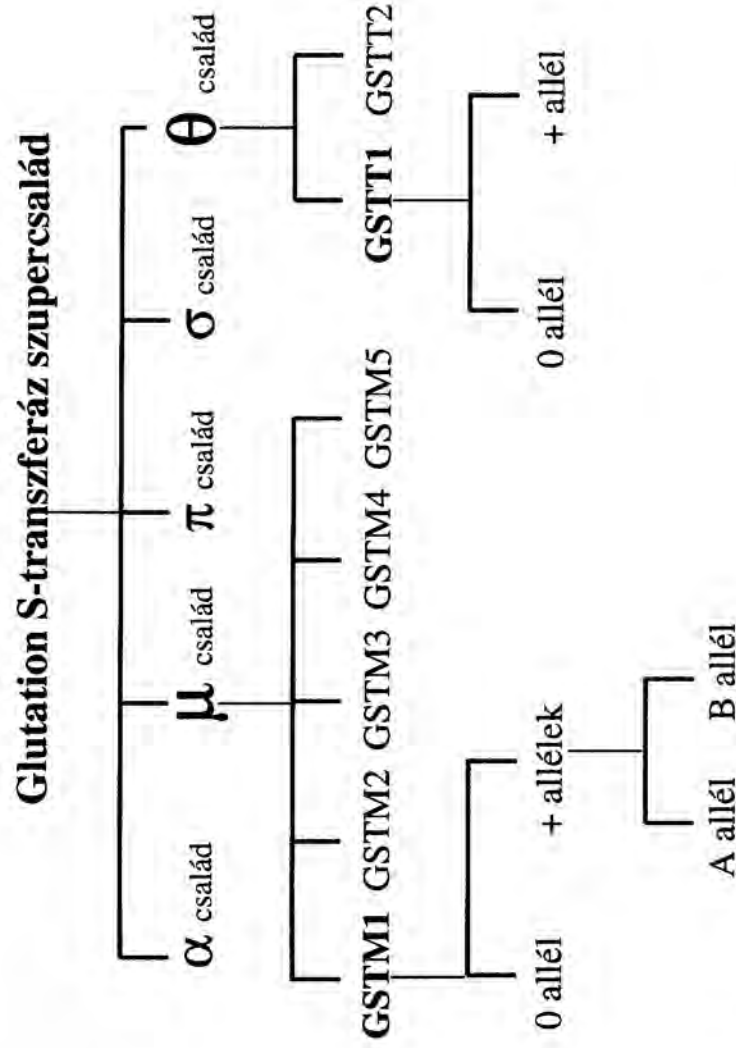 Glutation S-transzferáz szupercsalád
α család μ család π család σ család θ család
GSTM1 GSTM2 GSTM3 GSTM4 GSTM5 GSTT1 GSTT2
0 allél + allélek 0 allél + allél
A allél B allél